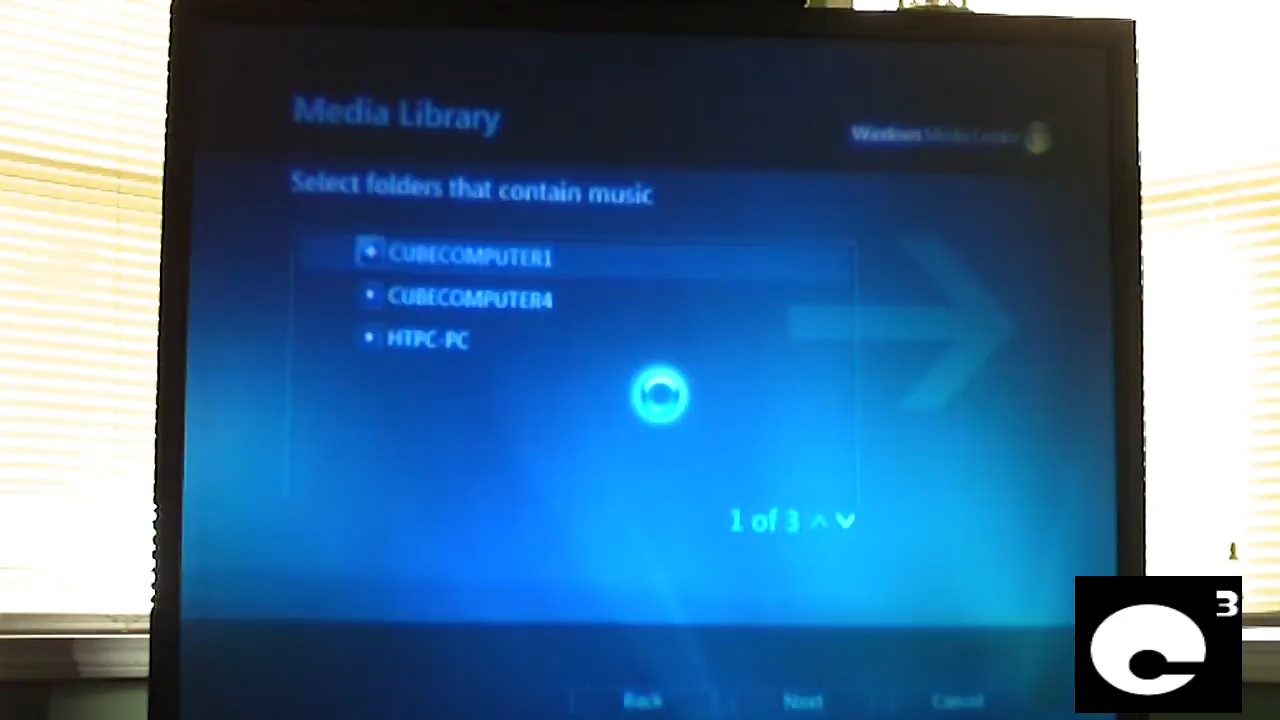 Media Library
Windows Media Center
Select folders that contain music
CUBECOMPUTER1
CUBECOMPUTER4
HTPC-PC
1 of 3
Back Next Cancel
3